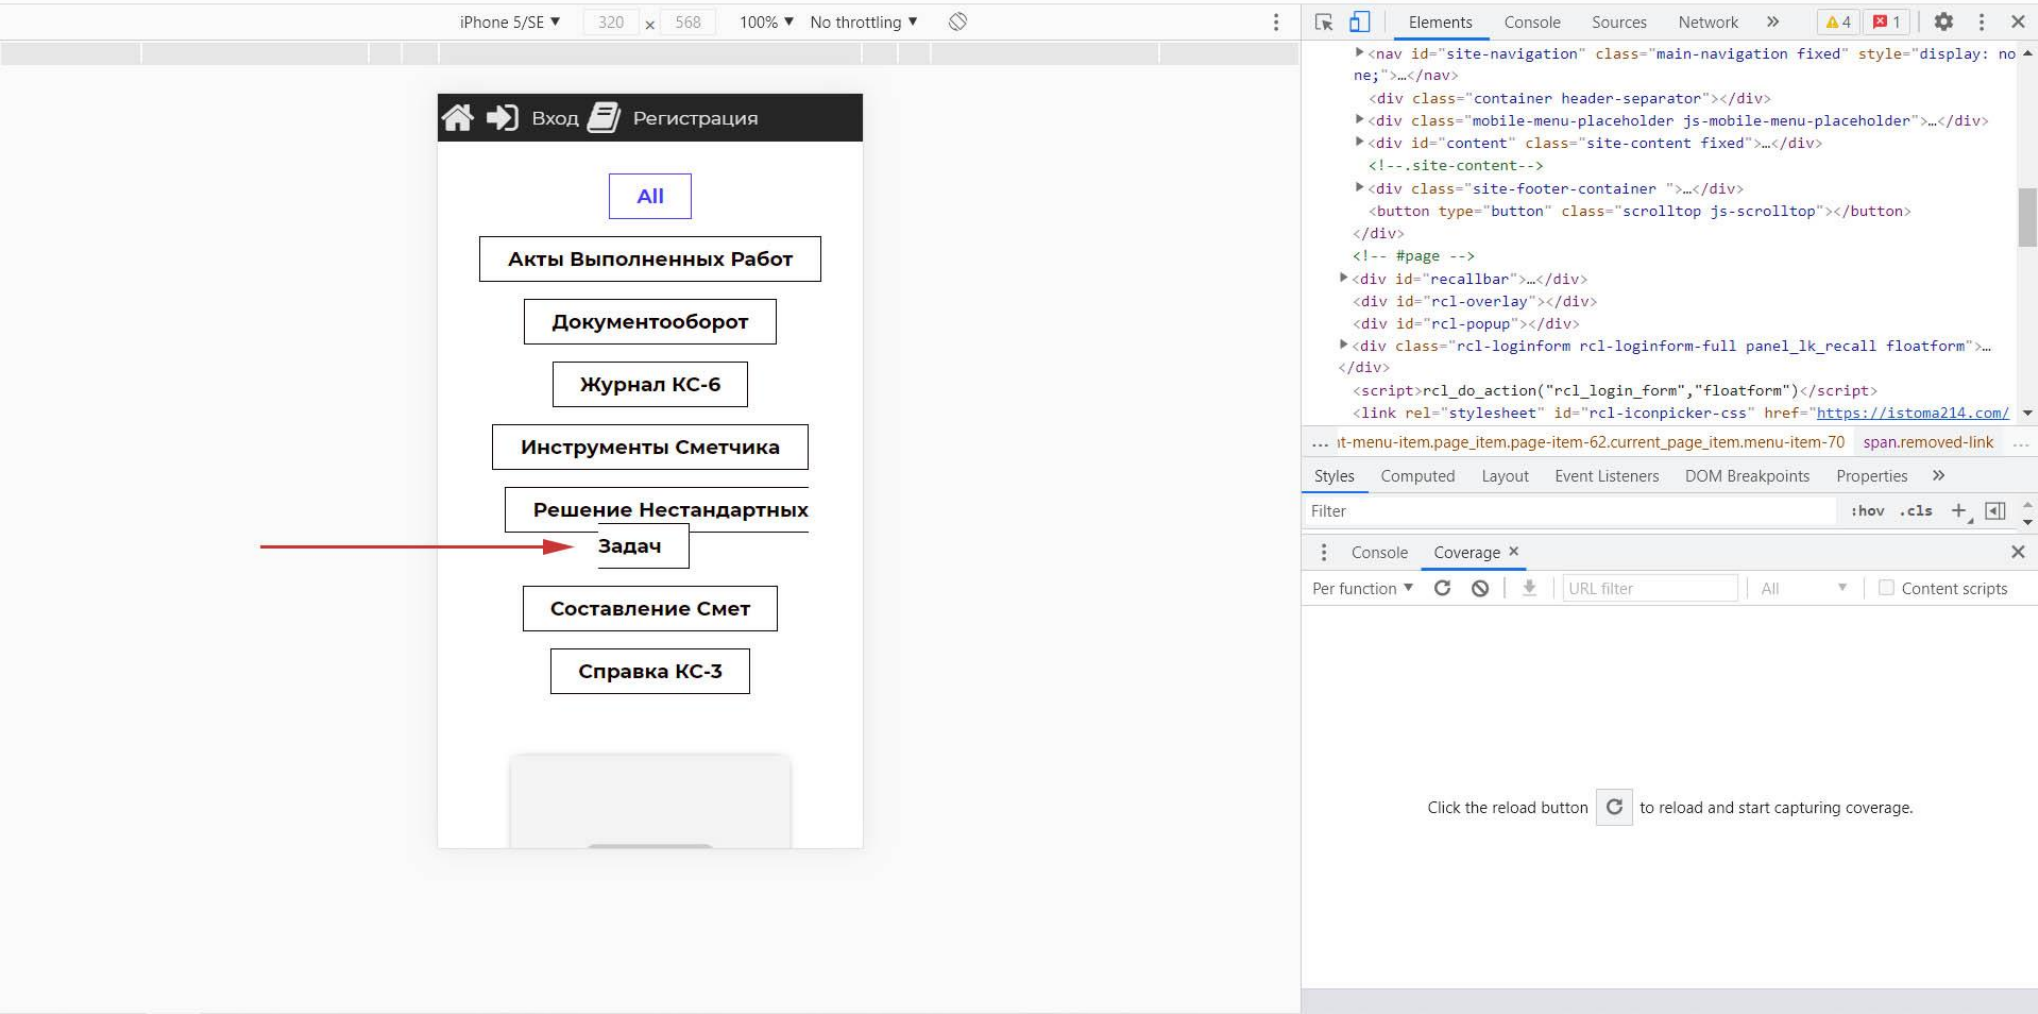 iPhone 5/SE ▼ 320 × 568 100% ▼ No throttling ▼
Вход Регистрация
All
Акты Выполненных Работ
Документооборот
Журнал КС-6
Инструменты Сметчика
Решение Нестандартных
Задач
Составление Смет
Справка КС-3
Elements Console Sources Network » 4 1
▶<nav id="site-navigation" class="main-navigation fixed" style="display: no
ne;">…</nav>
<div class="container header-separator"></div>
▶<div class="mobile-menu-placeholder js-mobile-menu-placeholder">…</div>
▶<div id="content" class="site-content fixed">…</div>
<!--.site-content-->
▶<div class="site-footer-container ">…</div>
<button type="button" class="scrolltop js-scrolltop"></button>
</div>
<!-- #page -->
▶<div id="recallbar">…</div>
<div id="rcl-overlay"></div>
<div id="rcl-popup"></div>
▶<div class="rcl-loginform rcl-loginform-full panel_lk_recall floatform">…
</div>
<script>rcl_do_action("rcl_login_form","floatform")</script>
<link rel="stylesheet" id="rcl-iconpicker-css" href="https://istoma214.com/
... ıt-menu-item.page_item.page-item-62.current_page_item.menu-item-70 span.removed-link ...
Styles Computed Layout Event Listeners DOM Breakpoints Properties »
Filter :hov .cls +
Console Coverage ×
Per function ▼ URL filter All ▼ Content scripts
Click the reload button to reload and start capturing coverage.